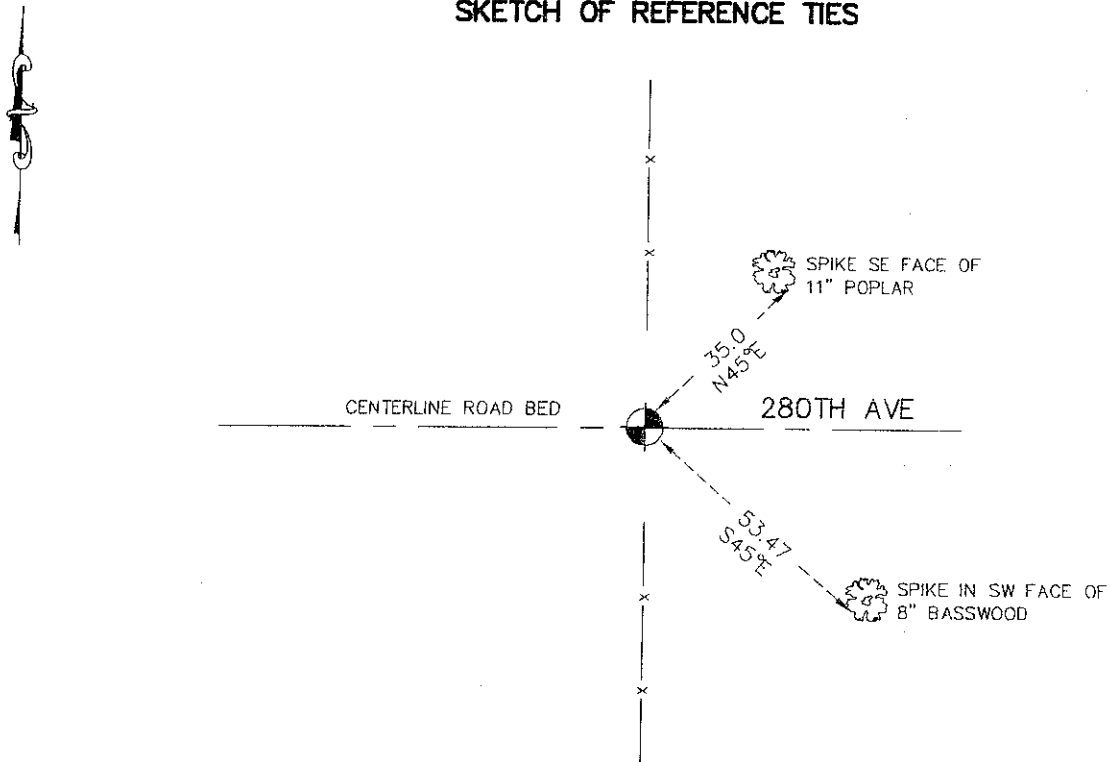 SKETCH OF REFERENCE TIES
SPIKE SE FACE OF
11" POPLAR
35.0
N45°E
CENTERLINE ROAD BED
280TH AVE
53.47
S45°E
SPIKE IN SW FACE OF
8" BASSWOOD